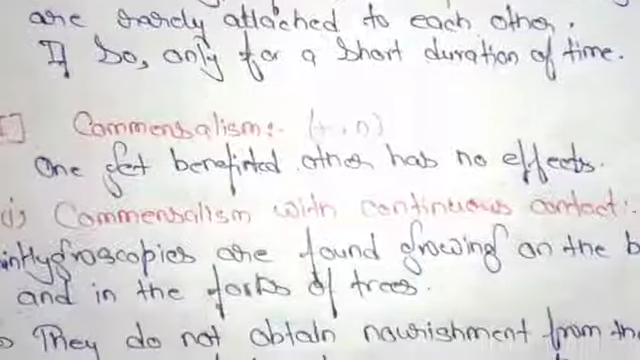 are rarely attached to each other.
If so, only for a short duration of time.
Commensalism:- (+, 0)
One get benefited other has no effects.
(i) Commensalism with continuous contact:-
are found growing on the b
and in the forks of trees.
They do not obtain nourishment from the